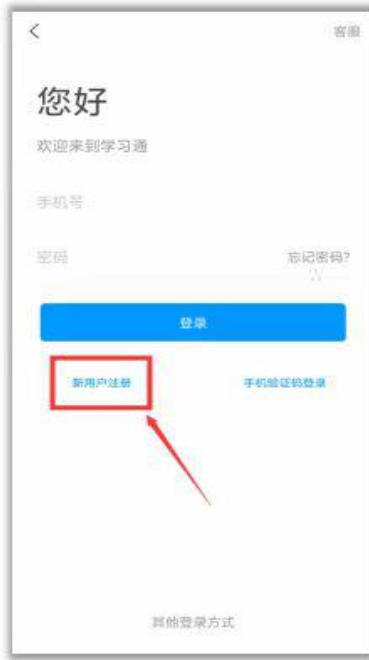 客服
您好
欢迎来到学习通
手机号
密码
忘记密码?
登录
新用户注册
手机验证码登录
其他登录方式